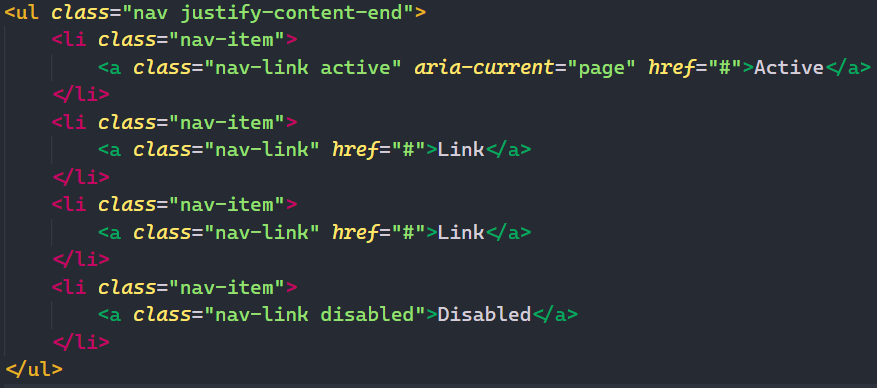 <ul class="nav justify-content-end">
    <li class="nav-item">
        <a class="nav-link active" aria-current="page" href="#">Active</a>
    </li>
    <li class="nav-item">
        <a class="nav-link" href="#">Link</a>
    </li>
    <li class="nav-item">
        <a class="nav-link" href="#">Link</a>
    </li>
    <li class="nav-item">
        <a class="nav-link disabled">Disabled</a>
    </li>
</ul>